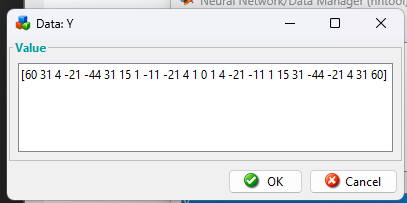 Neural Network/Data Manager (nntool)
Data: Y
Value
[60 31 4 -21 -44 31 15 1 -11 -21 4 1 0 1 4 -21 -11 1 15 31 -44 -21 4 31 60]
OK
Cancel